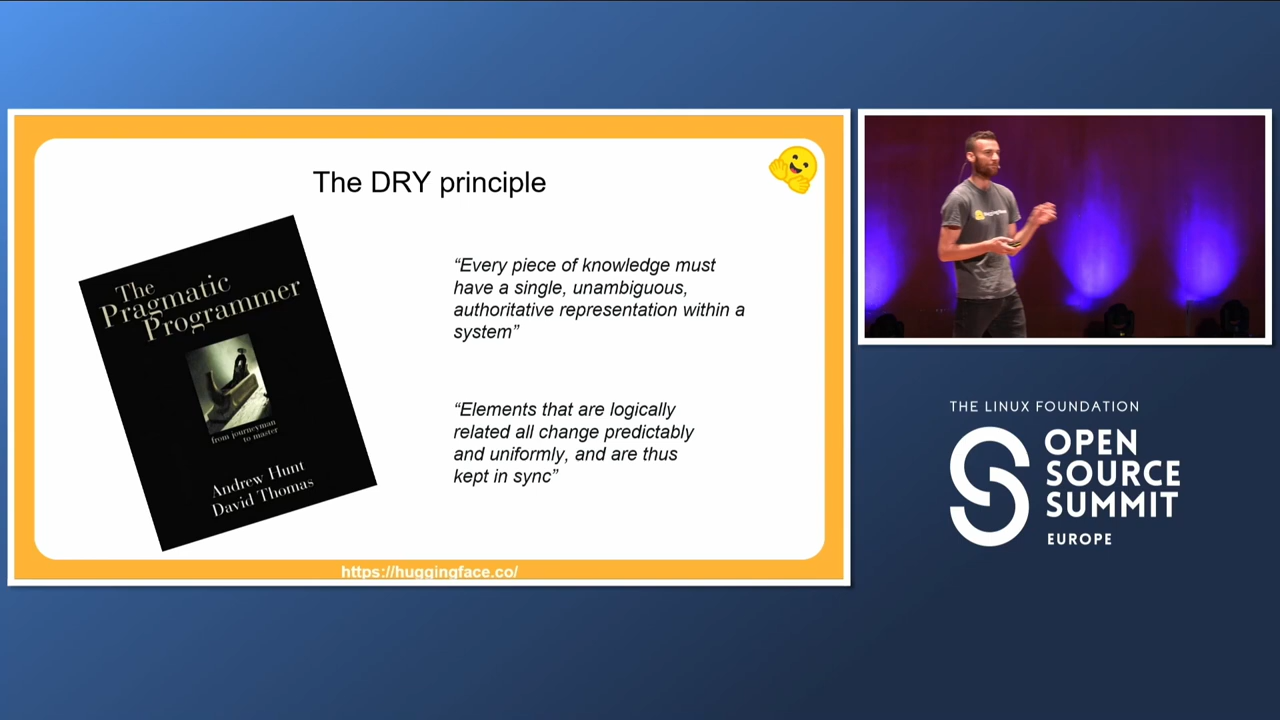 The DRY principle
The
Pragmatic
Programmer
from journeyman
to master
Andrew Hunt
David Thomas
“Every piece of knowledge must
have a single, unambiguous,
authoritative representation within a
system”
“Elements that are logically
related all change predictably
and uniformly, and are thus
kept in sync”
https://huggingface.co/
HuggingFace
THE LINUX FOUNDATION
OPEN
SOURCE
SUMMIT
EUROPE